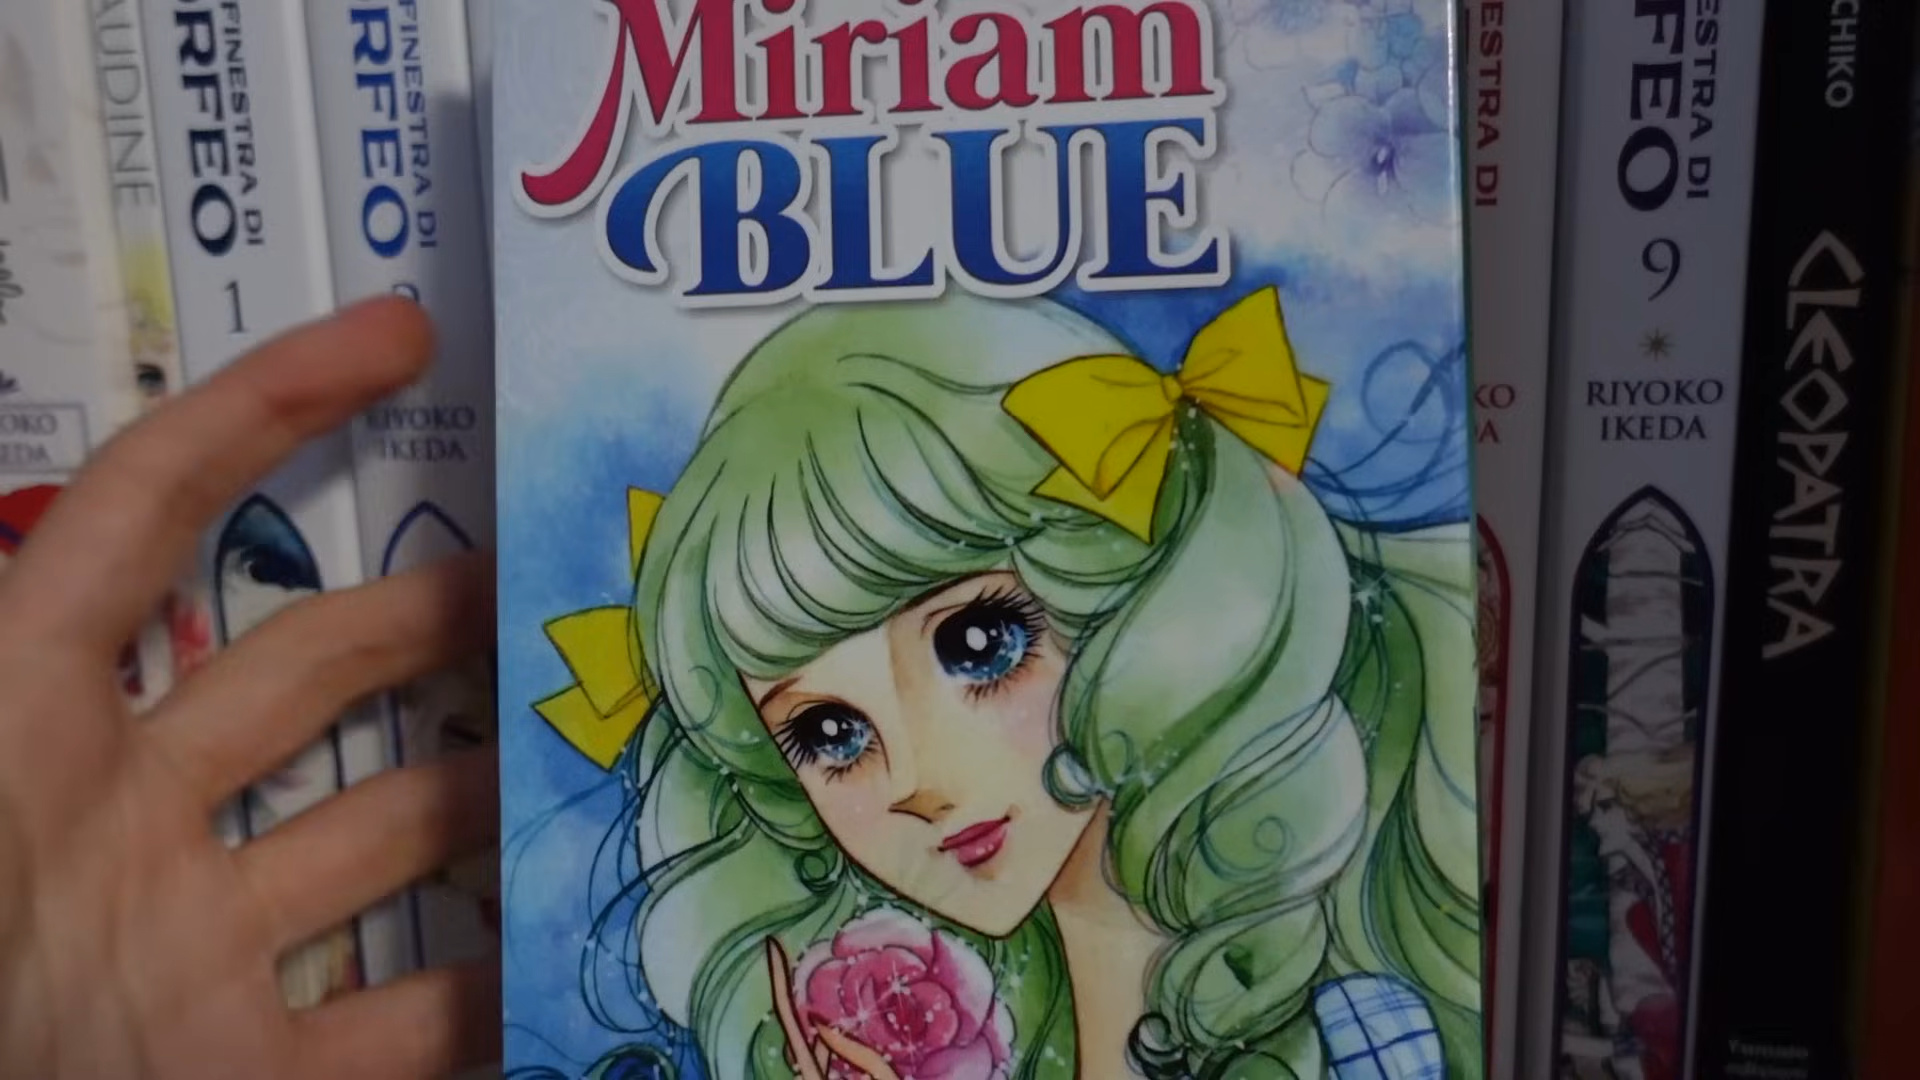 AUDINE
FINESTRA DI
ORFEO
1
FINESTRA DI
ORFEO
RIYOKO
IKEDA
Miriam
BLUE
ESTRA DI
ESTRA DI
FEO
9
RIYOKO
IKEDA
CHIKO
CLEOPATRA